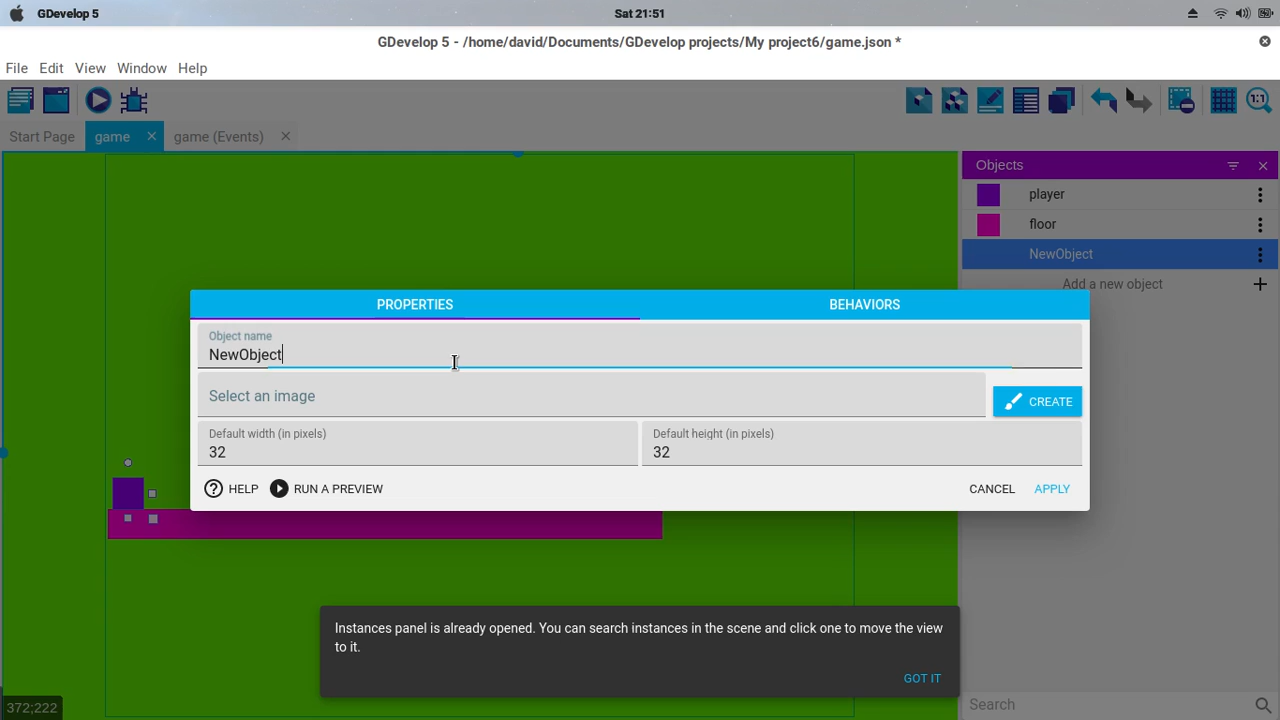 GDevelop 5
Sat 21:51
GDevelop 5 - /home/david/Documents/GDevelop projects/My project6/game.json *
File Edit View Window Help
1:1
Start Page game game (Events)
Objects
player
floor
NewObject
Add a new object
PROPERTIES BEHAVIORS
Object name
NewObject
Select an image
CREATE
Default width (in pixels) Default height (in pixels)
32 32
HELP RUN A PREVIEW CANCEL APPLY
Instances panel is already opened. You can search instances in the scene and click one to move the view
to it.
GOT IT
372;222
Search